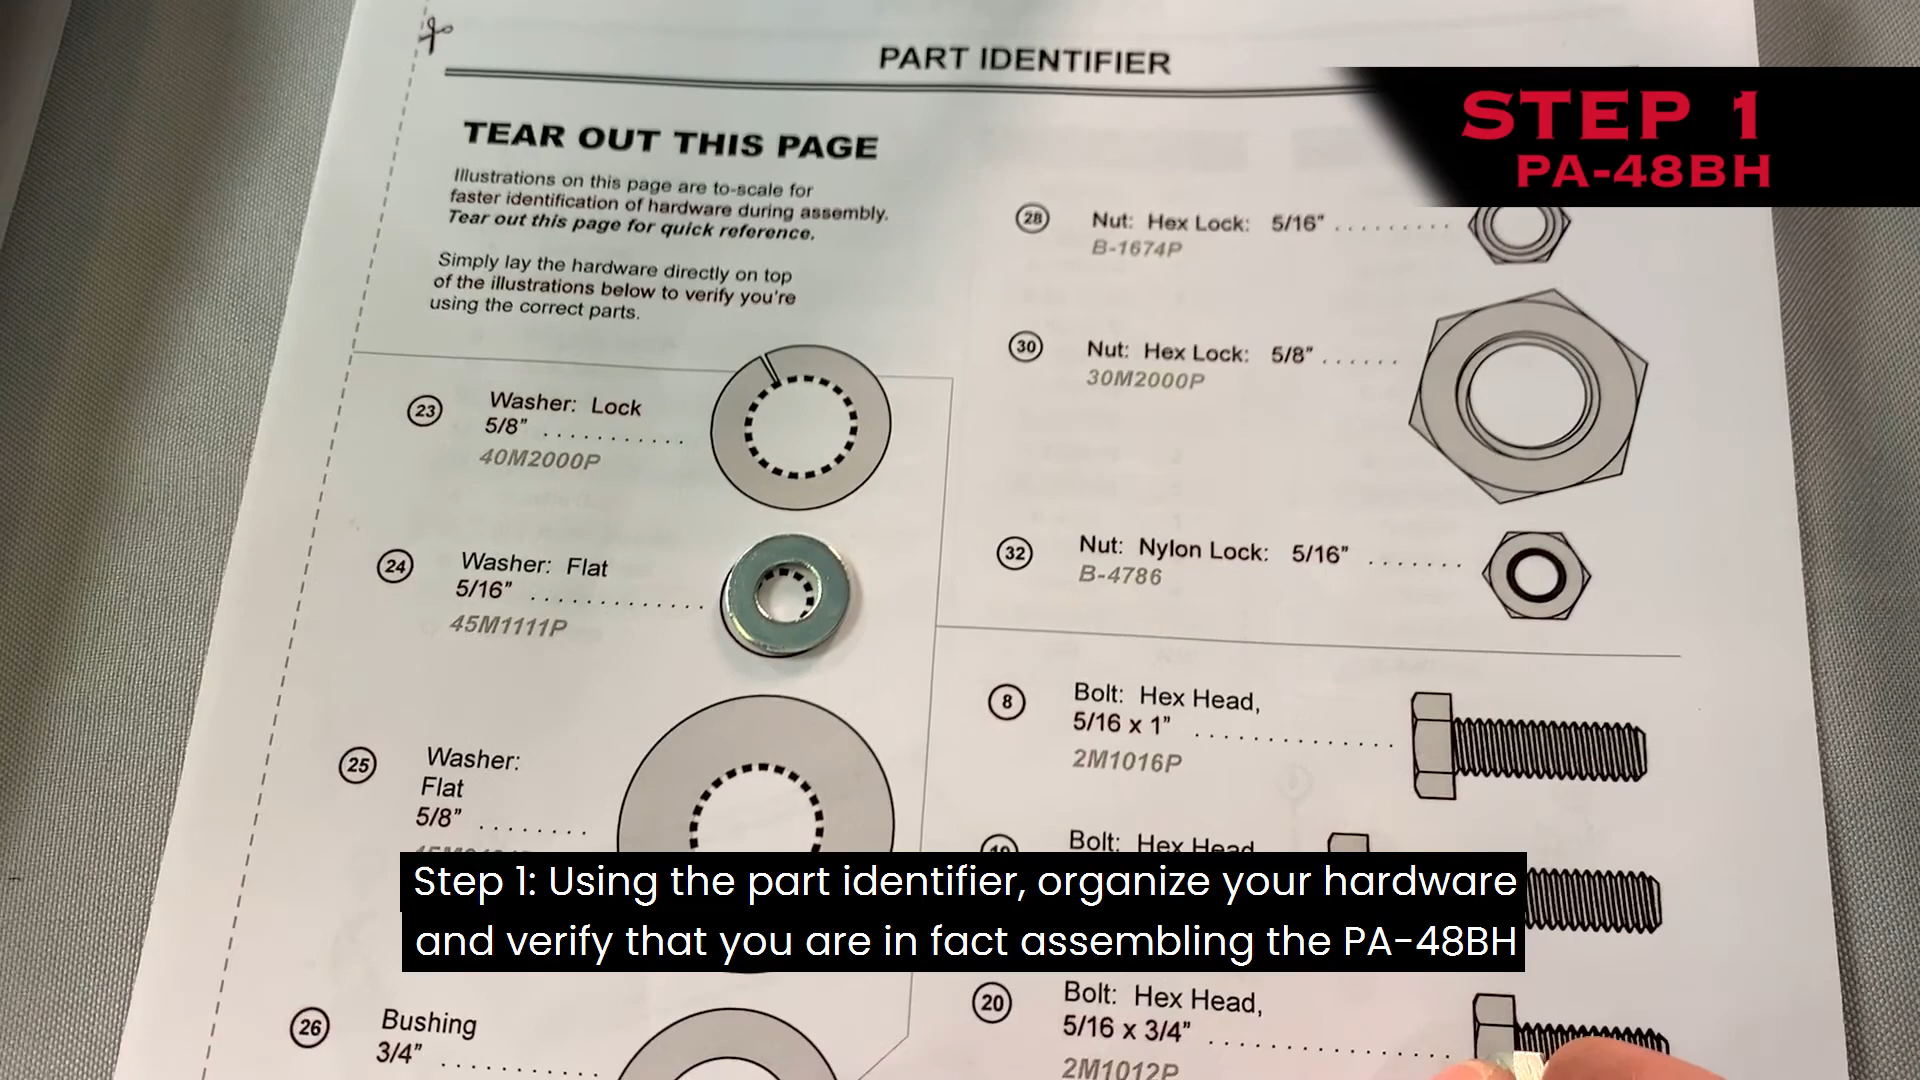 PART IDENTIFIER
STEP 1
PA-48BH
TEAR OUT THIS PAGE
Illustrations on this page are to-scale for
faster identification of hardware during assembly.
Tear out this page for quick reference.
Simply lay the hardware directly on top
of the illustrations below to verify you're
using the correct parts.
23 Washer: Lock
5/8” ...........
40M2000P
24 Washer: Flat
5/16” .............
45M1111P
25 Washer:
Flat
5/8” ........
26 Bushing
3/4” ...........
28 Nut: Hex Lock: 5/16” .........
B-1674P
30 Nut: Hex Lock: 5/8” ......
30M2000P
32 Nut: Nylon Lock: 5/16” .......
B-4786
8 Bolt: Hex Head,
5/16 x 1” ..............
2M1016P
Bolt: Hex Head
20 Bolt: Hex Head,
5/16 x 3/4” .................
2M1012P
Step 1: Using the part identifier, organize your hardware
and verify that you are in fact assembling the PA-48BH